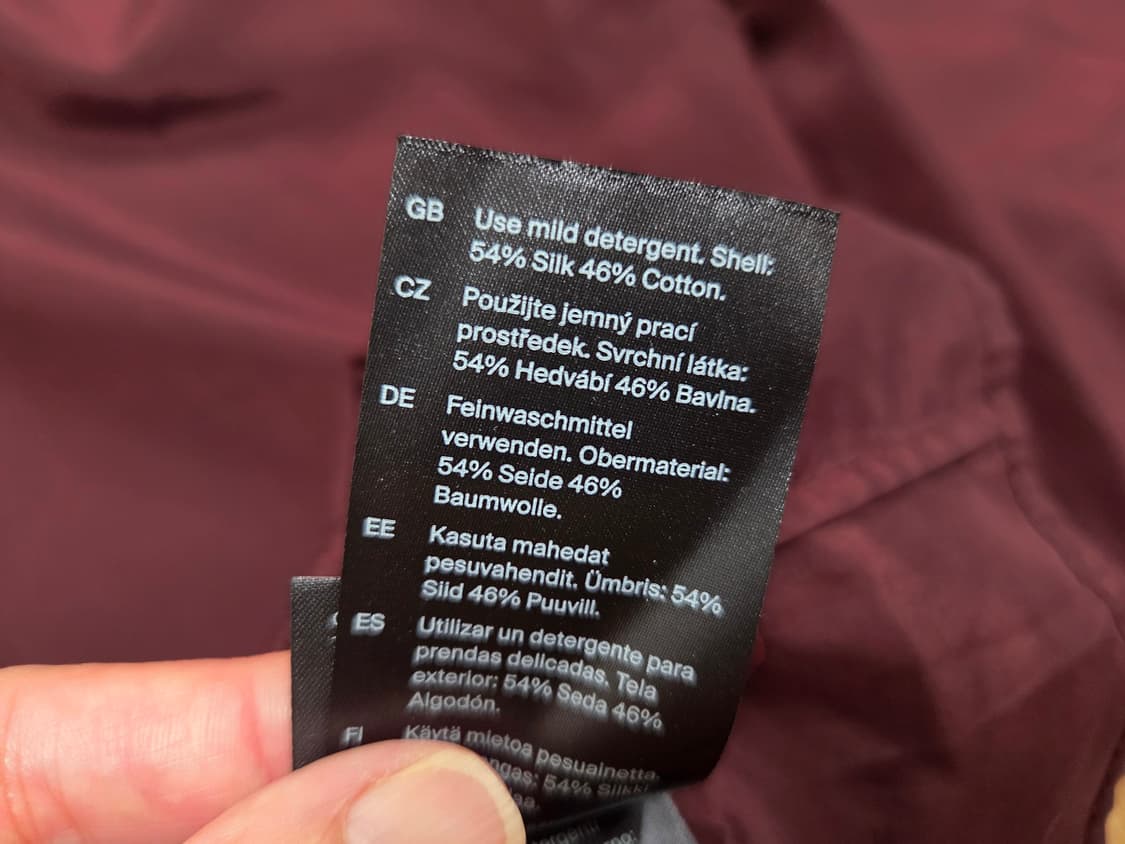 GB Use mild detergent. Shell:
54% Silk 46% Cotton.
CZ Použijte jemný prací
prostředek. Svrchní látka:
54% Hedvábí 46% Bavlna.
DE Feinwaschmittel
verwenden. Obermaterial:
54% Seide 46%
Baumwolle.
EE Kasuta mahedat
pesuvahendit. Ümbris: 54%
Siid 46% Puuvill.
ES Utilizar un detergente para
prendas delicadas. Tela
exterior: 54% Seda 46%
Algodón.
FI Käytä mietoa pesuainetta.
54% Silkki